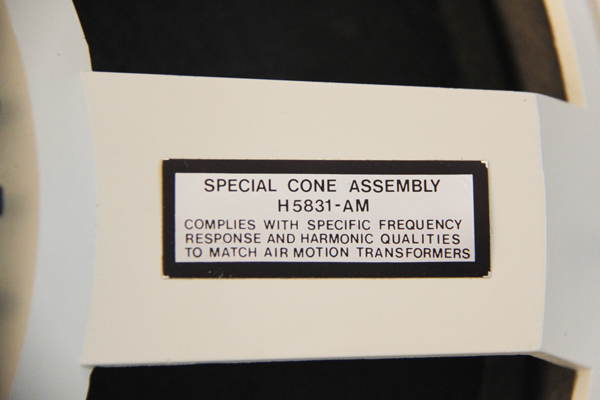 SPECIAL CONE ASSEMBLY
H5831-AM
COMPLIES WITH SPECIFIC FREQUENCY
RESPONSE AND HARMONIC QUALITIES
TO MATCH AIR MOTION TRANSFORMERS